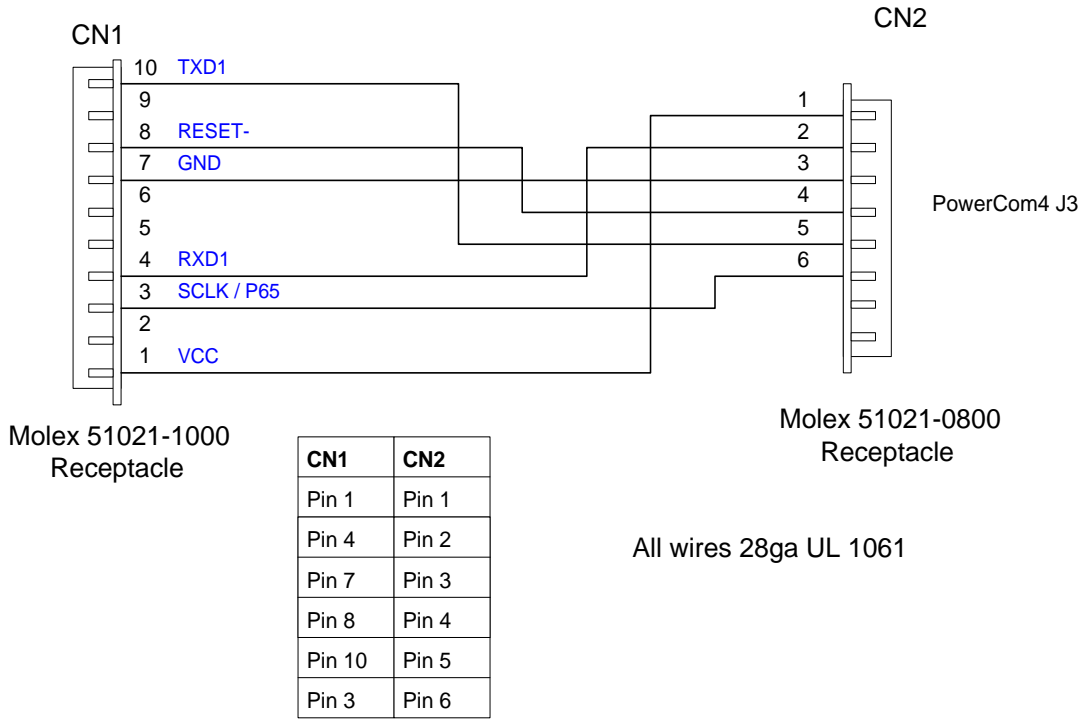 CN1
CN2
10 TXD1
9
8 RESET-
7 GND
6
5
4 RXD1
3 SCLK / P65
2
1 VCC
1
2
3
4
5
6
PowerCom4 J3
Molex 51021-1000
Receptacle
Molex 51021-0800
Receptacle
CN1 CN2
Pin 1 Pin 1
Pin 4 Pin 2
Pin 7 Pin 3
Pin 8 Pin 4
Pin 10 Pin 5
Pin 3 Pin 6
All wires 28ga UL 1061